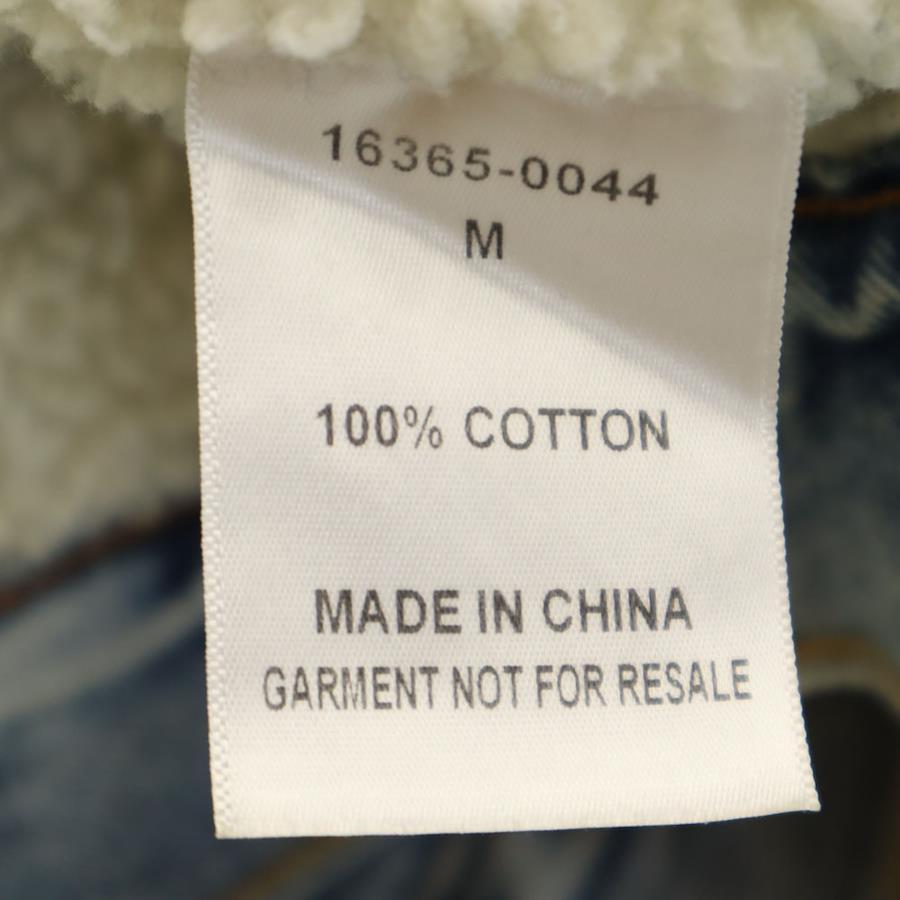 16365-0044
M
100% COTTON
MADE IN CHINA
GARMENT NOT FOR RESALE